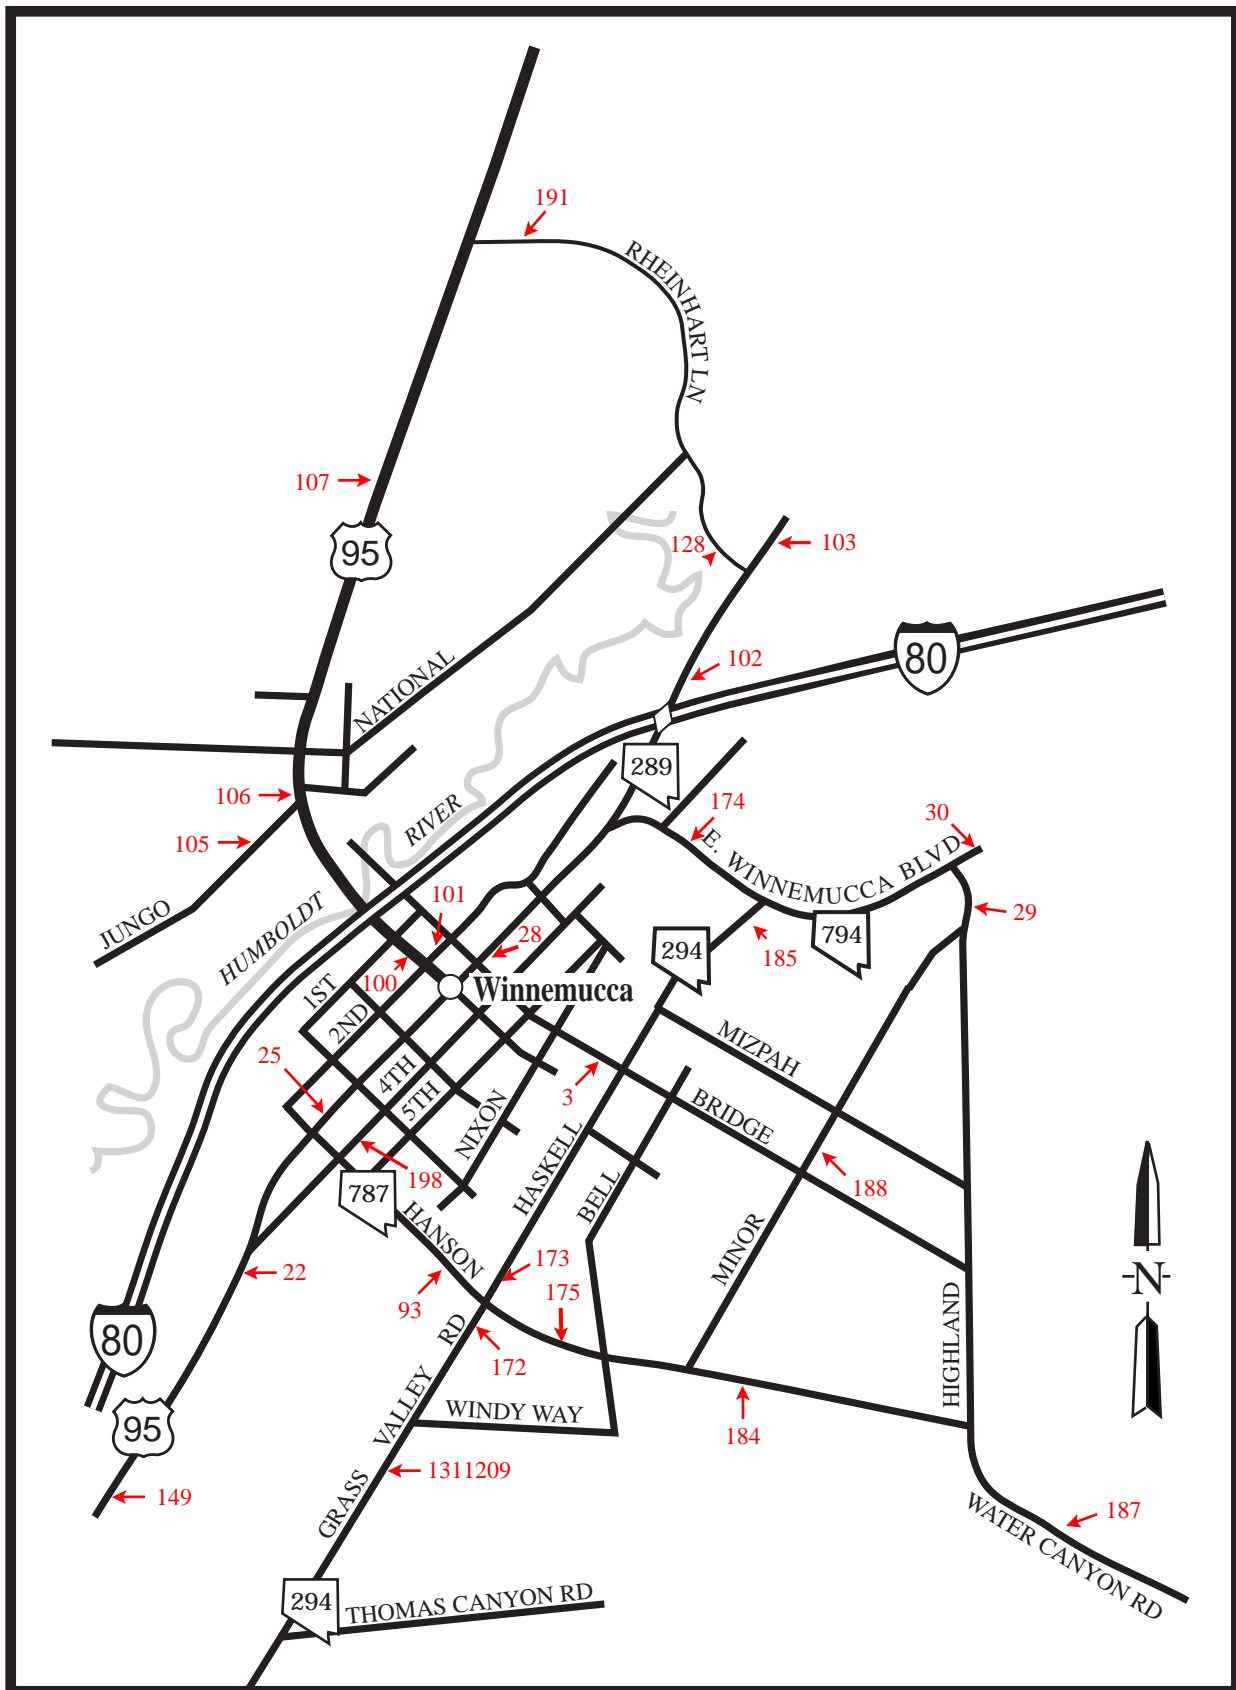 191
RHEINHART LN
107
95
128
103
102
80
NATIONAL
289
106
174
30
105
RIVER
E. WINNEMUCCA BLVD
JUNGO
HUMBOLDT
101
28
29
294
794
185
100
Winnemucca
1ST
2ND
MIZPAH
25
4TH
3
5TH
NIXON
BRIDGE
HASKELL
198
188
787
BELL
HANSON
MINOR
22
173
N
93
175
80
RD
172
HIGHLAND
VALLEY
WINDY WAY
95
184
149
1311209
GRASS
187
WATER CANYON RD
294
THOMAS CANYON RD